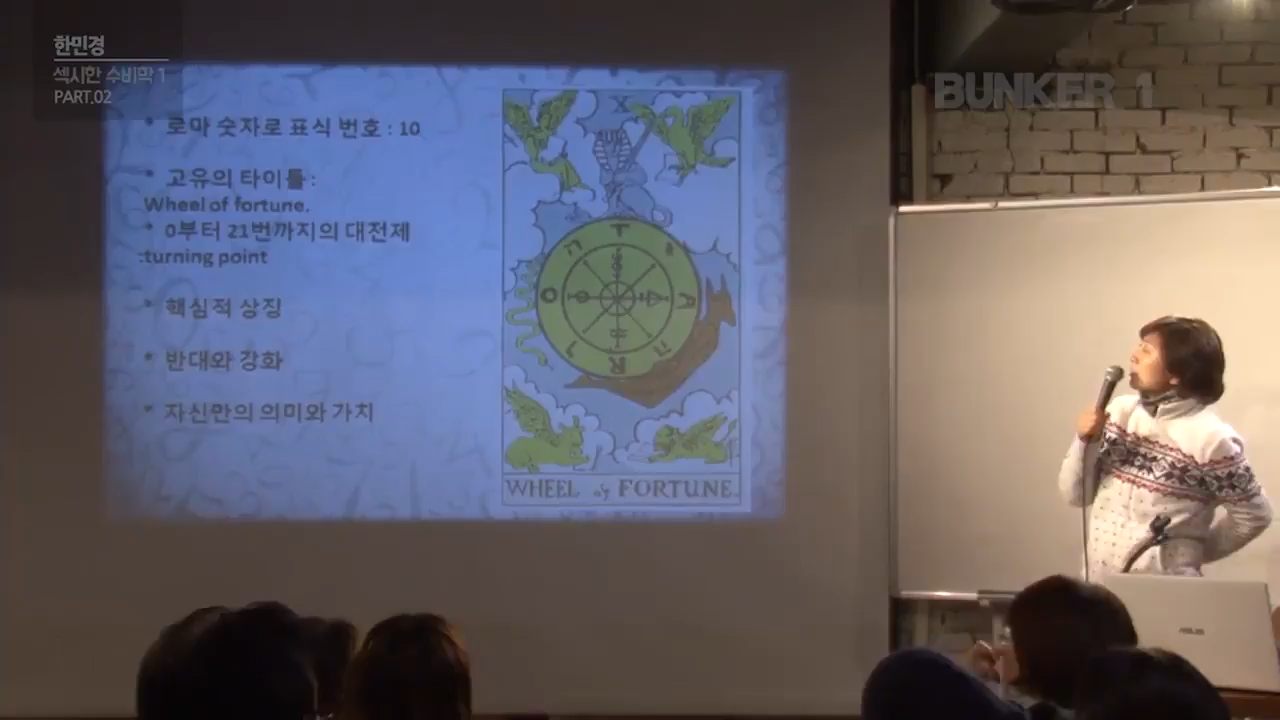 한민경
섹시한 수비학 1
PART.02
BUNKER 1
• 로마 숫자로 표식 번호 : 10
• 고유의 타이틀 :
Wheel of fortune.
• 0부터 21번까지의 대전제
:turning point
• 핵심적 상징
• 반대와 강화
• 자신만의 의미와 가치
X
WHEEL of FORTUNE.
ASUS